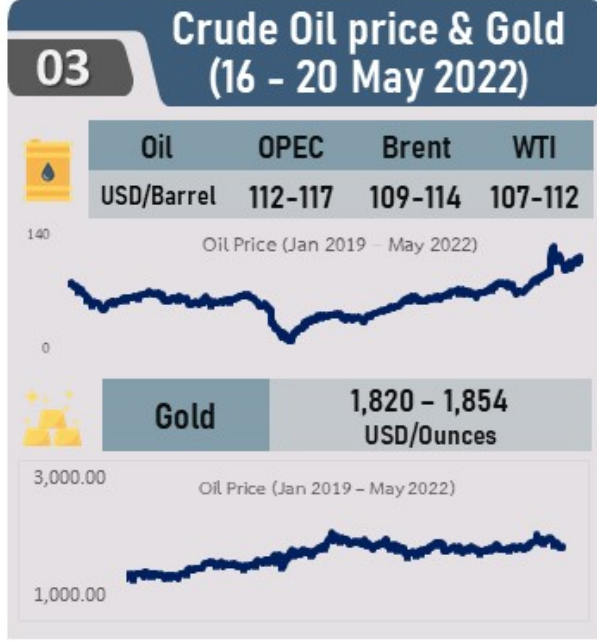 03
Crude Oil price & Gold
(16 - 20 May 2022)
Oil OPEC Brent WTI
USD/Barrel 112-117 109-114 107-112
140
Oil Price (Jan 2019 – May 2022)
0
Gold
1,820 – 1,854
USD/Ounces
3,000.00
Oil Price (Jan 2019 – May 2022)
1,000.00